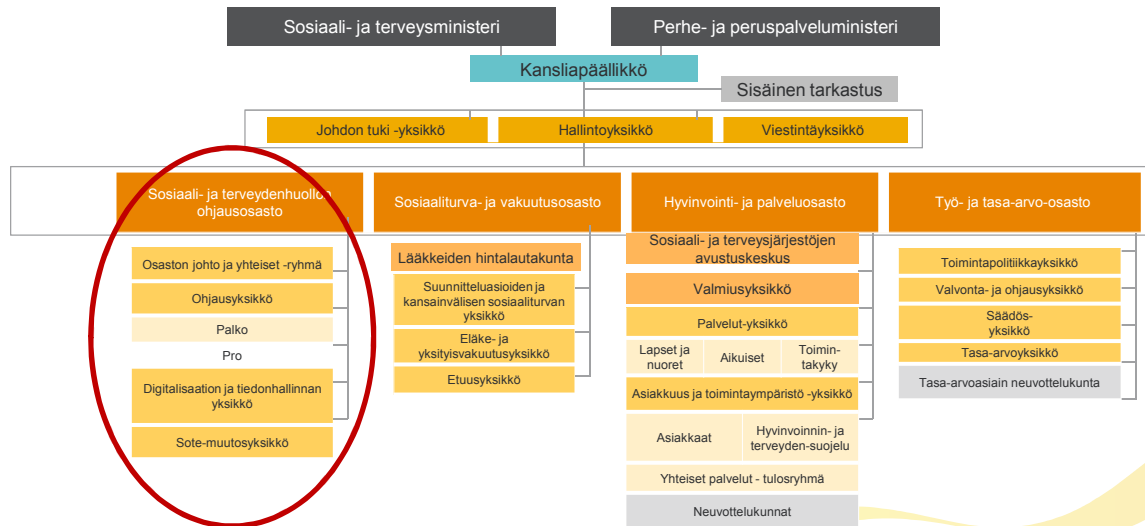 Sosiaali- ja terveysministeri
Perhe- ja peruspalveluministeri
Kansliapäällikkö
Sisäinen tarkastus
Johdon tuki -yksikkö
Hallintoyksikkö
Viestintäyksikkö
Sosiaali- ja terveydenhuollon
ohjausosasto
Osaston johto ja yhteiset -ryhmä
Ohjausyksikkö
Palko
Pro
Digitalisaation ja tiedonhallinnan
yksikkö
Sote-muutosyksikkö
Sosiaaliturva- ja vakuutusosasto
Lääkkeiden hintalautakunta
Suunnitteluasioiden ja
kansainvälisen sosiaaliturvan
yksikkö
Eläke- ja
yksityisvakuutusyksikkö
Etuusyksikkö
Hyvinvointi- ja palveluosasto
Sosiaali- ja terveysjärjestöjen
avustuskeskus
Valmiusyksikkö
Palvelut-yksikkö
Lapset ja
nuoret
Aikuiset
Toimin-
takyky
Asiakkuus ja toimintaympäristö -yksikkö
Asiakkaat
Hyvinvoinnin- ja
terveyden-suojelu
Yhteiset palvelut - tulosryhmä
Neuvottelukunnat
Työ- ja tasa-arvo-osasto
Toimintapolitiikkayksikkö
Valvonta- ja ohjausyksikkö
Säädös-
yksikkö
Tasa-arvoyksikkö
Tasa-arvoasiain neuvottelukunta